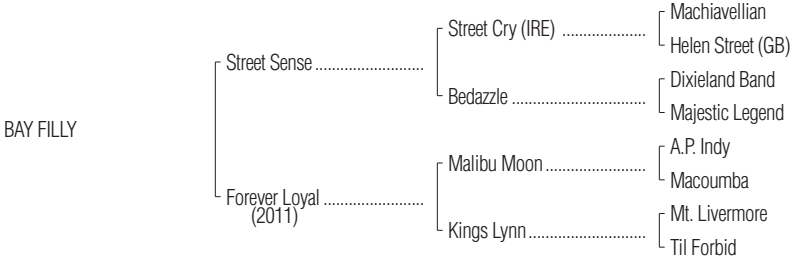 Machiavellian
Street Cry (IRE) ....................
Helen Street (GB)
Street Sense ..........................
Dixieland Band
Bedazzle ................................
Majestic Legend
BAY FILLY
A.P. Indy
Malibu Moon ........................
Macoumba
Forever Loyal ........................
(2011)
Mt. Livermore
Kings Lynn ............................
Til Forbid